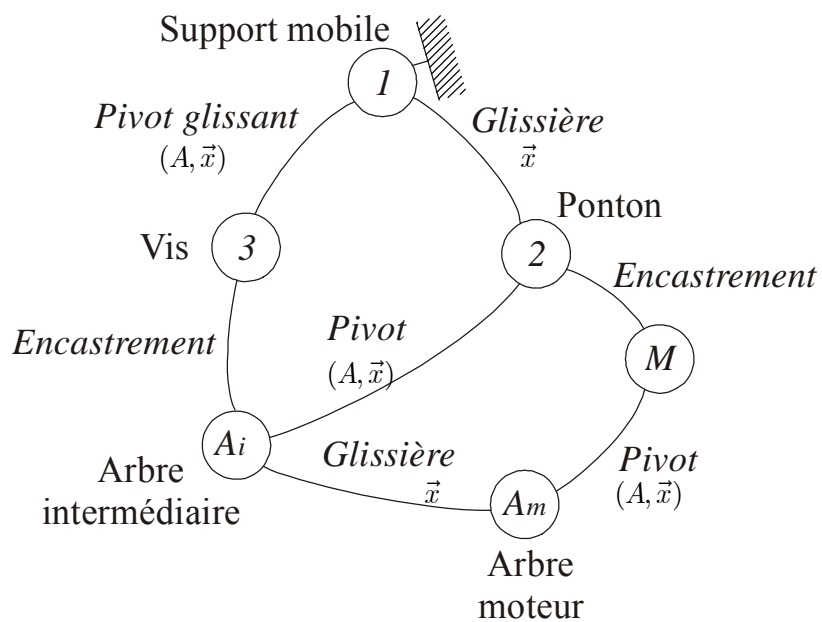 Support mobile
1
Pivot glissant
(A, x⃗)
Glissière
x⃗
Ponton
Vis
3
2
Encastrement
Encastrement
Pivot
(A, x⃗)
M
Ai
Glissière
x⃗
Pivot
(A, x⃗)
Arbre
intermédiaire
Am
Arbre
moteur